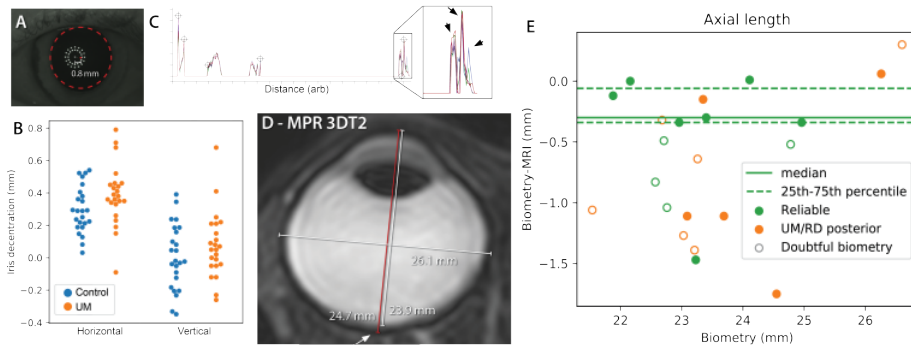 A
0.8 mm
C
Distance (arb)
B
Iris decentration (mm)
0.8
0.6
0.4
0.2
0.0
−0.2
−0.4
Control
UM
Horizontal
Vertical
D - MPR 3DT2
26.1 mm
24.7 mm
23.9 mm
E
Axial length
Biometry-MRI (mm)
0.0
−0.5
−1.0
−1.5
median
25th-75th percentile
Reliable
UM/RD posterior
Doubtful biometry
22
23
24
25
26
Biometry (mm)